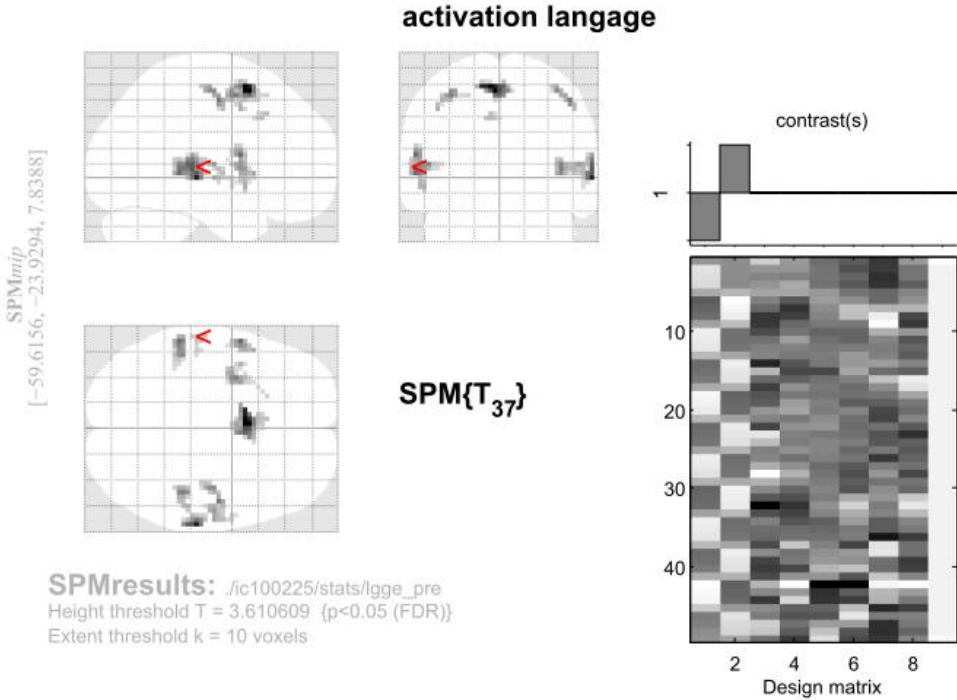 activation langage
SPMmip
[−59.6156, −23.9294, 7.8388]
<
<
<
SPM{T37}
contrast(s)
1
10
20
30
40
2 4 6 8
Design matrix
SPMresults: ./ic100225/stats/lgge_pre
Height threshold T = 3.610609 {p<0.05 (FDR)}
Extent threshold k = 10 voxels